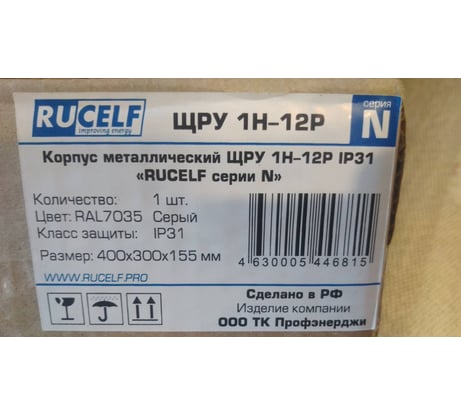 RUCELF
improving energy
ЩРУ 1Н-12Р
серия
N
Корпус металлический ЩРУ 1Н-12Р IP31
«RUCELF серии N»
Количество: 1 шт.
Цвет: RAL7035 Серый
Класс защиты: IP31
Размер: 400х300х155 мм
WWW.RUCELF.PRO
4 630005 446815
Сделано в РФ
Изделие компании
ООО ТК Профэнерджи